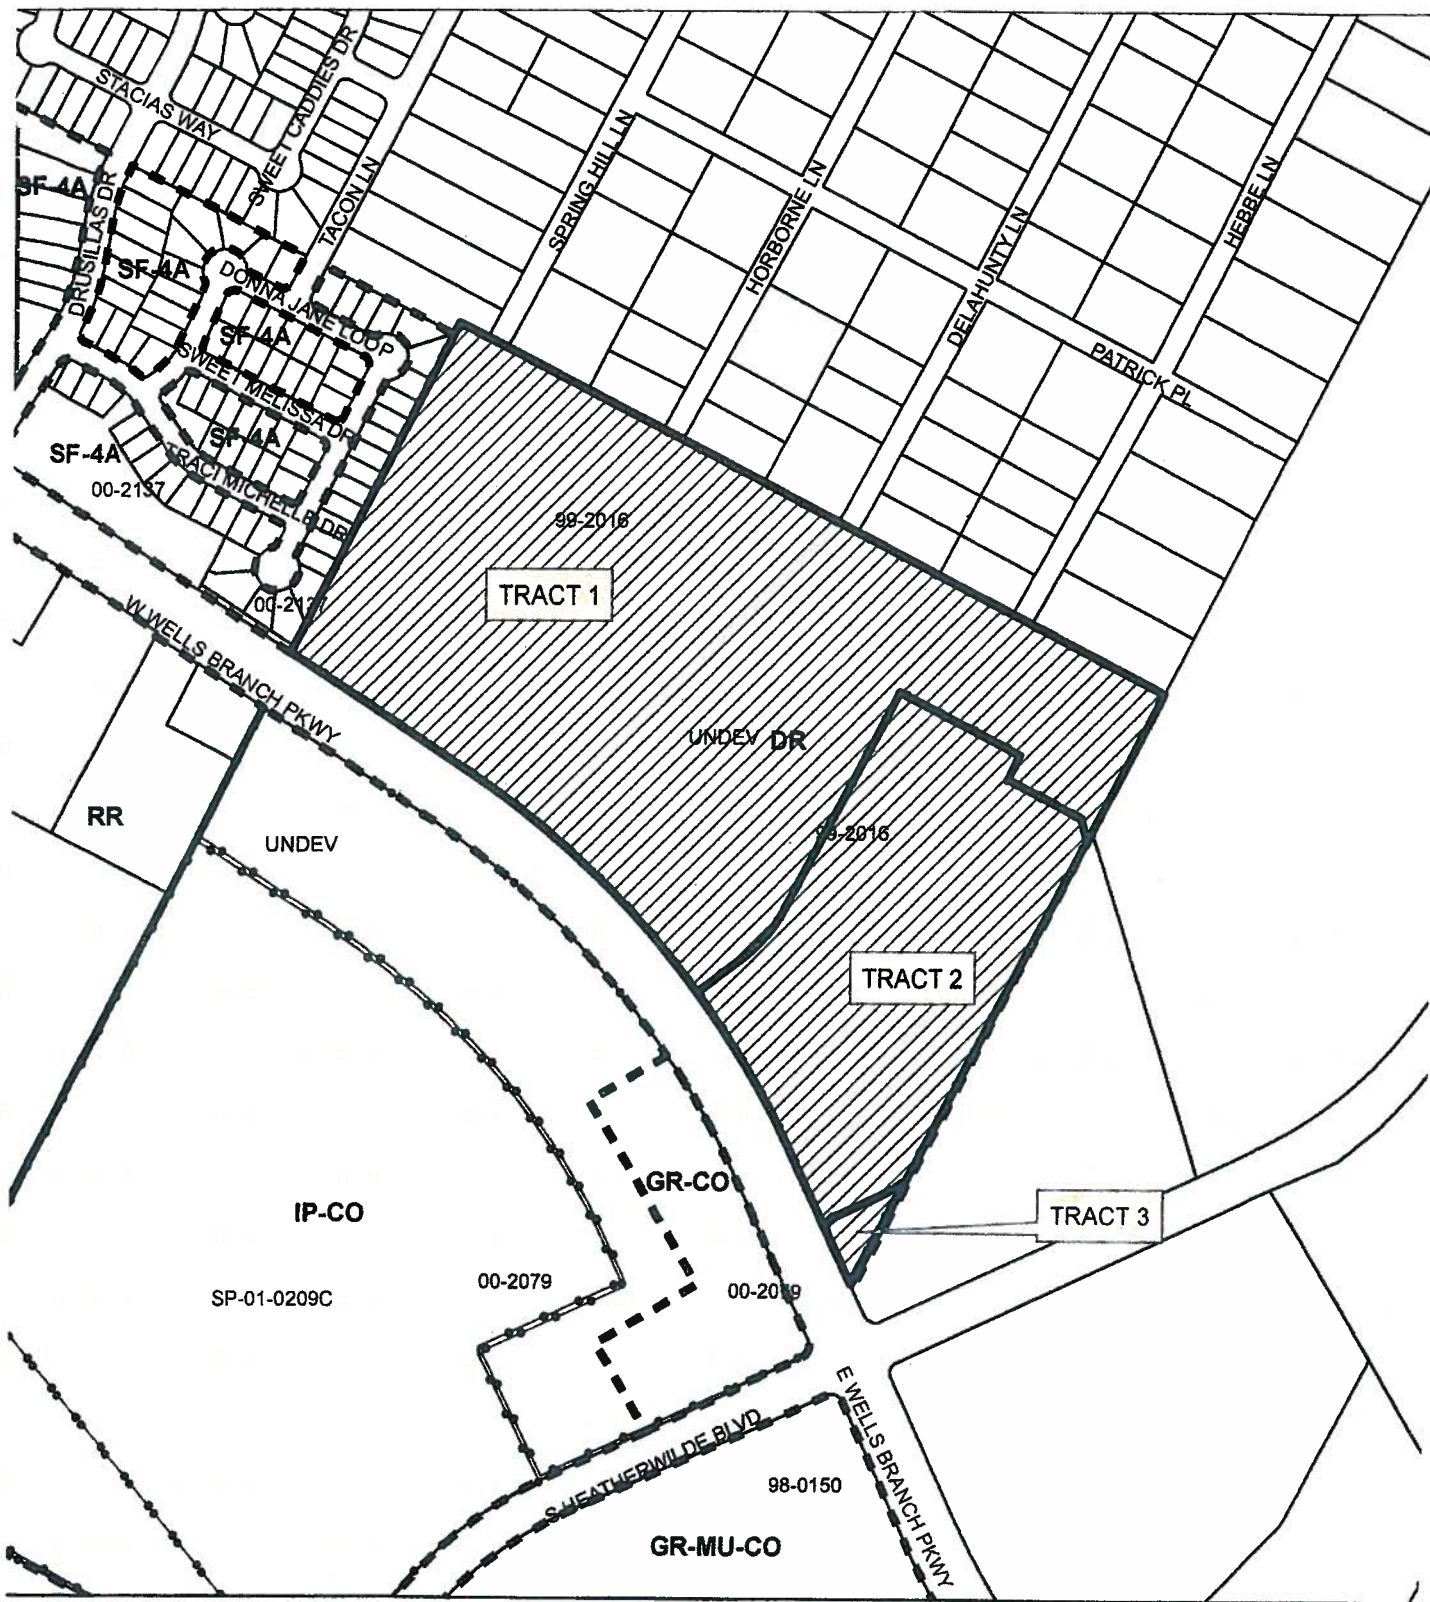 STACIAS WAY
SWEET CADDIES DR
TACON LN
SPRING HILL LN
HORBORNE LN
DELAHUNTY LN
HEBBE LN
PATRICK PL
SF-4A
DRUSILLAS DR
SF-4A
DONNA JANE LOOP
SF-4A
SWEET MELISSA DR
SF-4A
SF-4A
TRACI MICHELLE DR
00-2137
99-2016
TRACT 1
00-2137
W WELLS BRANCH PKWY
UNDEV DR
RR
UNDEV
99-2016
TRACT 2
GR-CO
IP-CO
TRACT 3
00-2079
00-2079
SP-01-0209C
E WELLS BRANCH PKWY
S HEATHERWILDE BLVD
98-0150
GR-MU-CO